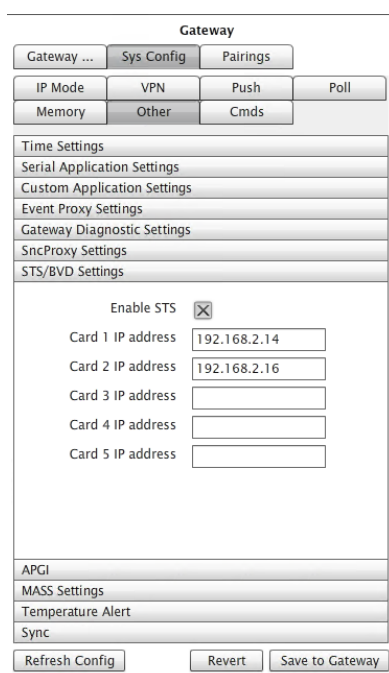 Gateway
Gateway ... Sys Config Pairings
IP Mode VPN Push Poll
Memory Other Cmds
Time Settings
Serial Application Settings
Custom Application Settings
Event Proxy Settings
Gateway Diagnostic Settings
SncProxy Settings
STS/BVD Settings
Enable STS
Card 1 IP address 192.168.2.14
Card 2 IP address 192.168.2.16
Card 3 IP address
Card 4 IP address
Card 5 IP address
APGI
MASS Settings
Temperature Alert
Sync
Refresh Config Revert Save to Gateway